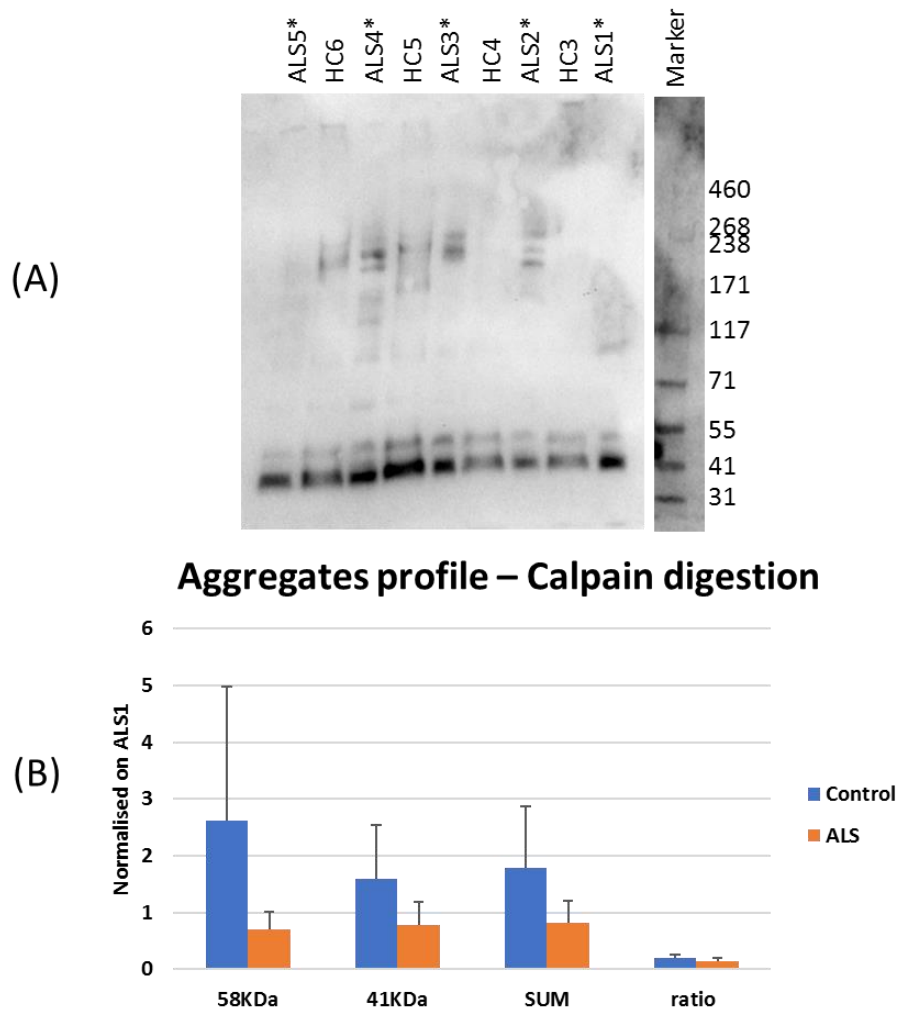 ALS5*
HC6
ALS4*
HC5
ALS3*
HC4
ALS2*
HC3
ALS1*
Marker
(A)
460
268
238
171
117
71
55
41
31
Aggregates profile – Calpain digestion
(B)
Normalised on ALS1
6
5
4
3
2
1
0
58KDa 41KDa SUM ratio
Control
ALS